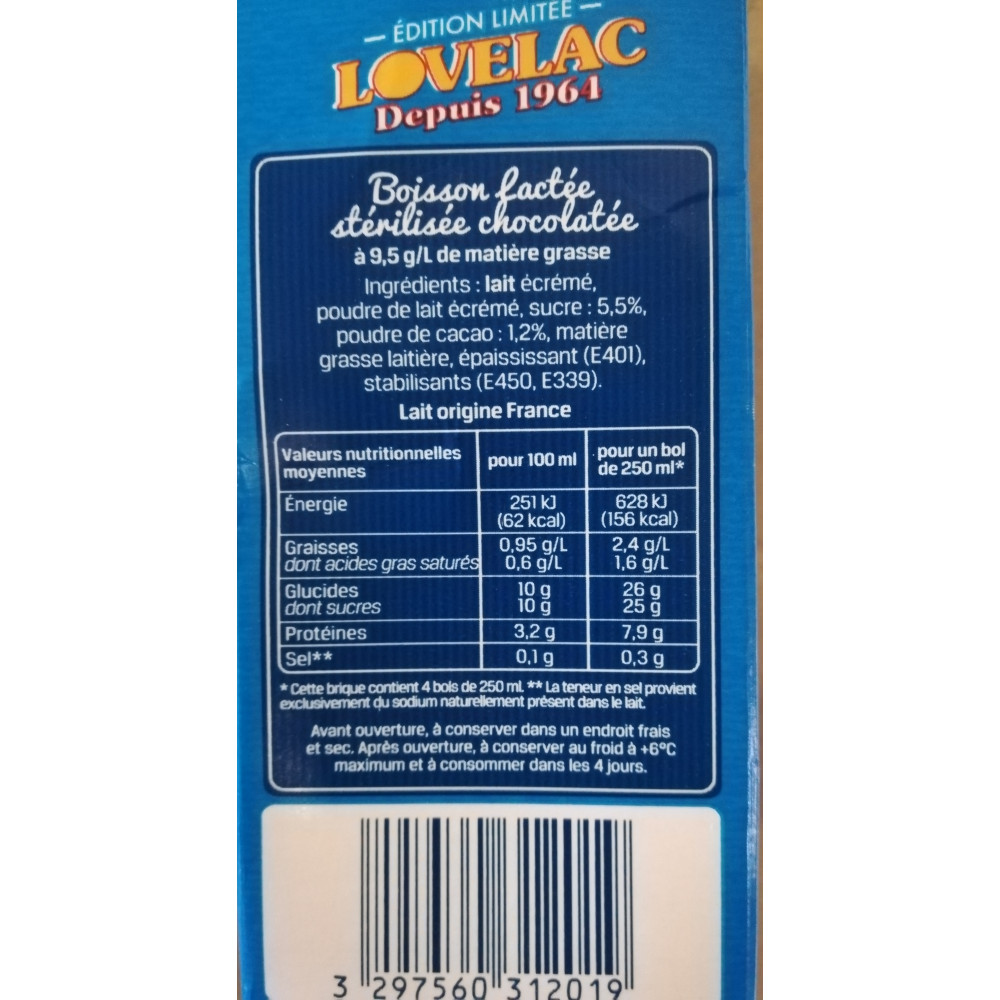 — ÉDITION LIMITÉE —
LOVELAC
Depuis 1964
Boisson lactée
stérilisée chocolatée
à 9,5 g/L de matière grasse
Ingrédients : lait écrémé,
poudre de lait écrémé, sucre : 5,5%,
poudre de cacao : 1,2%, matière
grasse laitière, épaississant (E401),
stabilisants (E450, E339).
Lait origine France
Valeurs nutritionnelles moyennes pour 100 ml pour un bol de 250 ml*
Énergie 251 kJ (62 kcal) 628 kJ (156 kcal)
Graisses 0,95 g/L 2,4 g/L
dont acides gras saturés 0,6 g/L 1,6 g/L
Glucides 10 g 26 g
dont sucres 10 g 25 g
Protéines 3,2 g 7,9 g
Sel** 0,1 g 0,3 g
* Cette brique contient 4 bols de 250 ml. ** La teneur en sel provient
exclusivement du sodium naturellement présent dans le lait.
Avant ouverture, à conserver dans un endroit frais
et sec. Après ouverture, à conserver au froid à +6°C
maximum et à consommer dans les 4 jours.
3 297560 312019